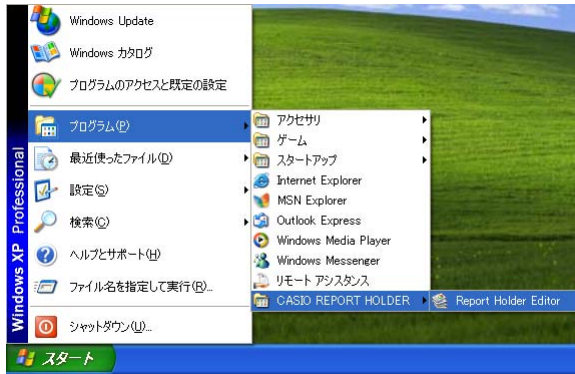 Windows Update
Windows カタログ
プログラムのアクセスと既定の設定
プログラム(P)
最近使ったファイル(D)
設定(S)
検索(C)
ヘルプとサポート(H)
ファイル名を指定して実行(R)...
シャットダウン(U)...
Windows XP Professional
アクセサリ
ゲーム
スタートアップ
Internet Explorer
MSN Explorer
Outlook Express
Windows Media Player
Windows Messenger
リモート アシスタンス
CASIO REPORT HOLDER
Report Holder Editor
スタート